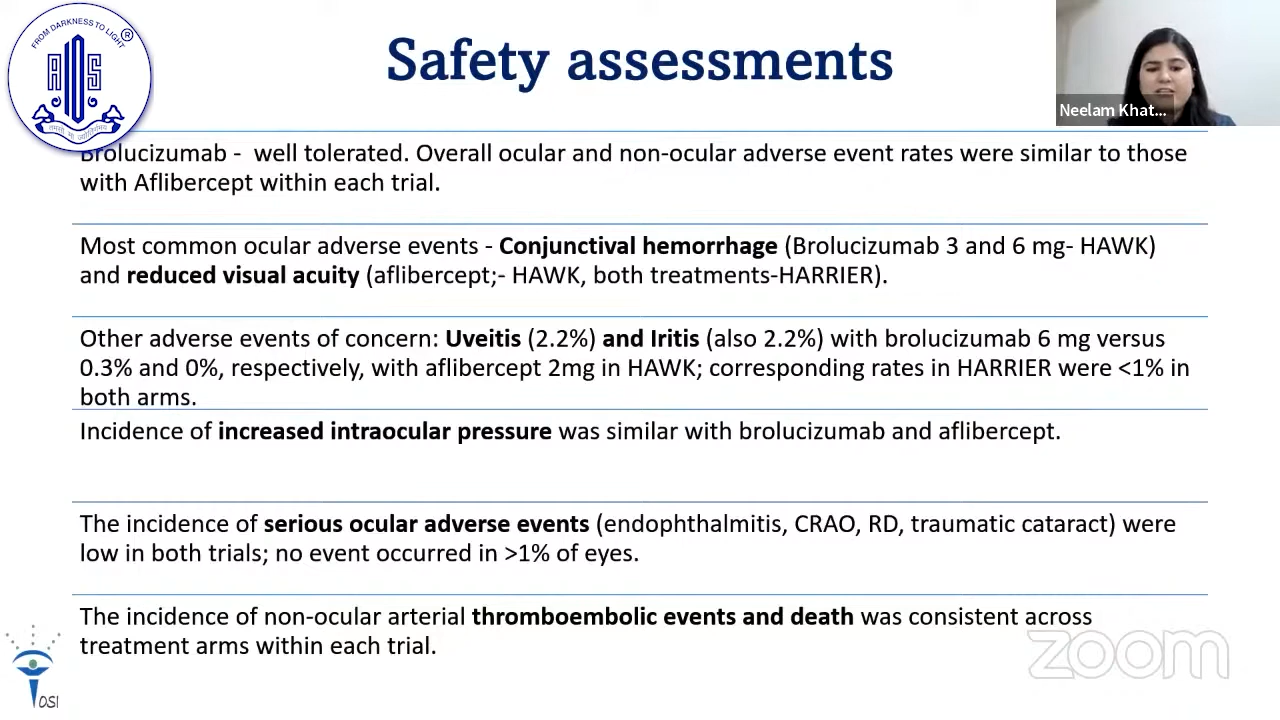 FROM DARKNESS TO LIGHT
®
AIOS
Safety assessments
Neelam Khat...
Brolucizumab - well tolerated. Overall ocular and non-ocular adverse event rates were similar to those
with Aflibercept within each trial.
Most common ocular adverse events - Conjunctival hemorrhage (Brolucizumab 3 and 6 mg- HAWK)
and reduced visual acuity (aflibercept;- HAWK, both treatments-HARRIER).
Other adverse events of concern: Uveitis (2.2%) and Iritis (also 2.2%) with brolucizumab 6 mg versus
0.3% and 0%, respectively, with aflibercept 2mg in HAWK; corresponding rates in HARRIER were <1% in
both arms.
Incidence of increased intraocular pressure was similar with brolucizumab and aflibercept.
The incidence of serious ocular adverse events (endophthalmitis, CRAO, RD, traumatic cataract) were
low in both trials; no event occurred in >1% of eyes.
The incidence of non-ocular arterial thromboembolic events and death was consistent across
treatment arms within each trial.
zoom
OSI